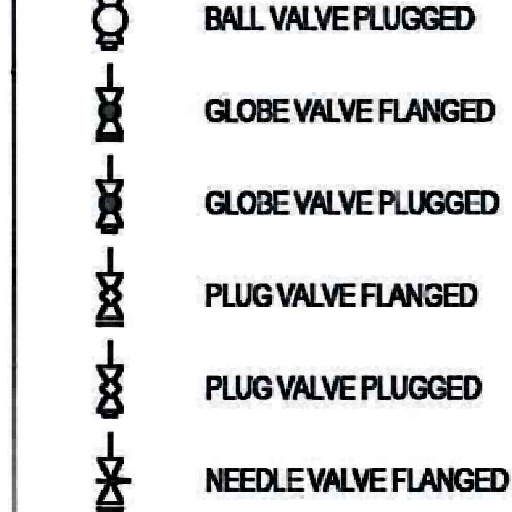 BALL VALVE PLUGGED
GLOBE VALVE FLANGED
GLOBE VALVE PLUGGED
PLUG VALVE FLANGED
PLUG VALVE PLUGGED
NEEDLE VALVE FLANGED